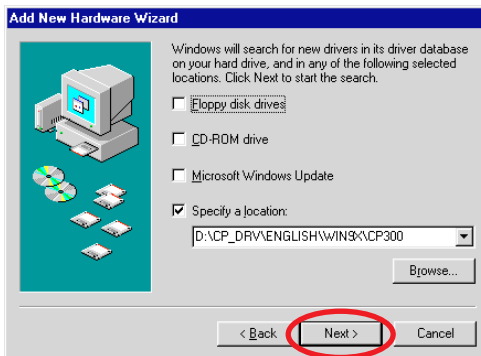 Add New Hardware Wizard
Windows will search for new drivers in its driver database
on your hard drive, and in any of the following selected
locations. Click Next to start the search.
Floppy disk drives
CD-ROM drive
Microsoft Windows Update
Specify a location:
D:\CP_DRV\ENGLISH\WIN9X\CP300
Browse...
< Back Next > Cancel